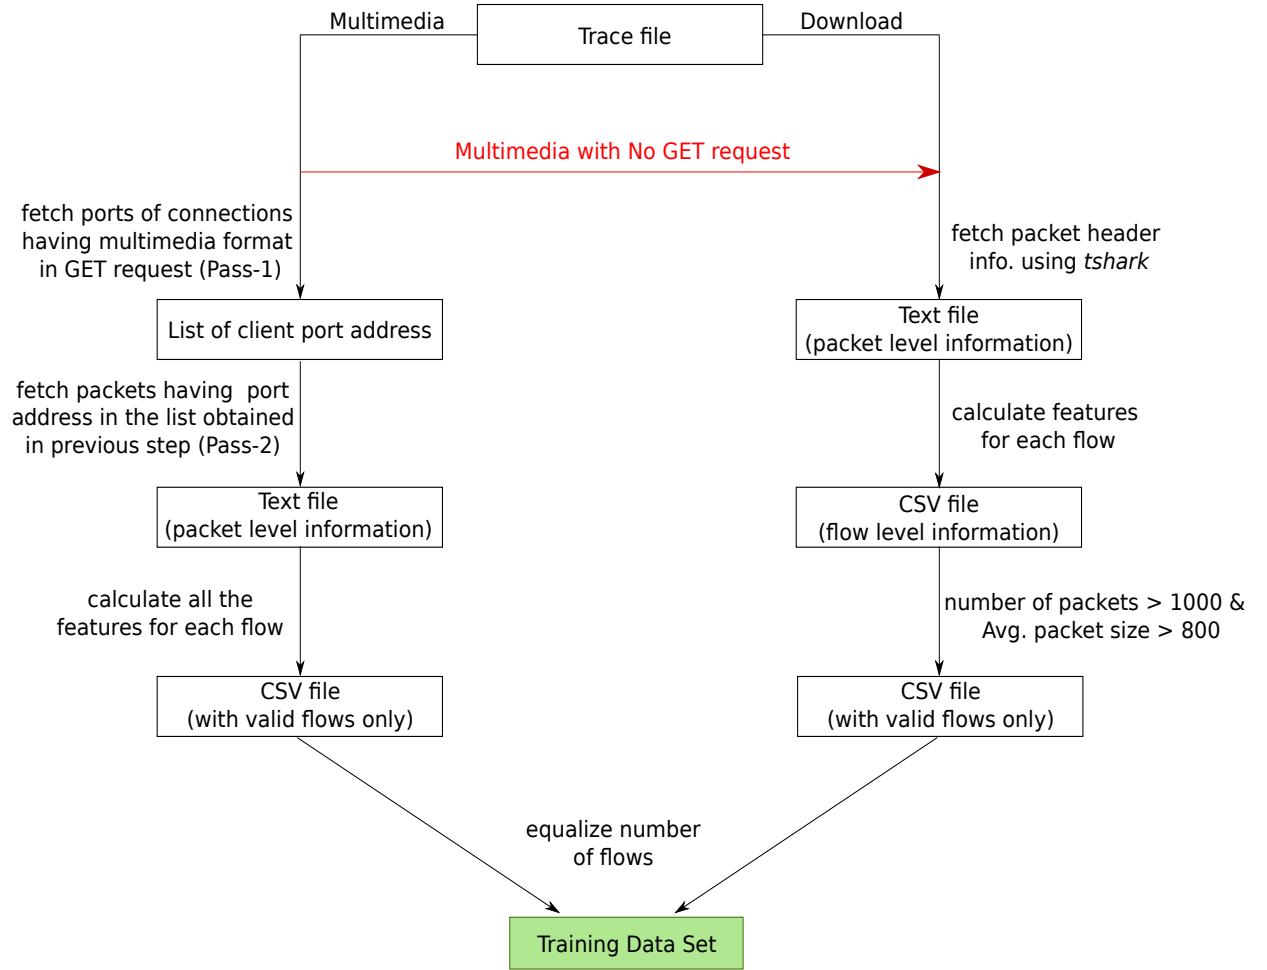 Multimedia
Trace file
Download
Multimedia with No GET request
fetch ports of connections
having multimedia format
in GET request (Pass-1)
fetch packet header
info. using tshark
List of client port address
Text file
(packet level information)
fetch packets having  port
address in the list obtained
in previous step (Pass-2)
calculate features
for each flow
Text file
(packet level information)
CSV file
(flow level information)
calculate all the
features for each flow
number of packets > 1000 &
Avg. packet size > 800
CSV file
(with valid flows only)
CSV file
(with valid flows only)
equalize number
of flows
Training Data Set